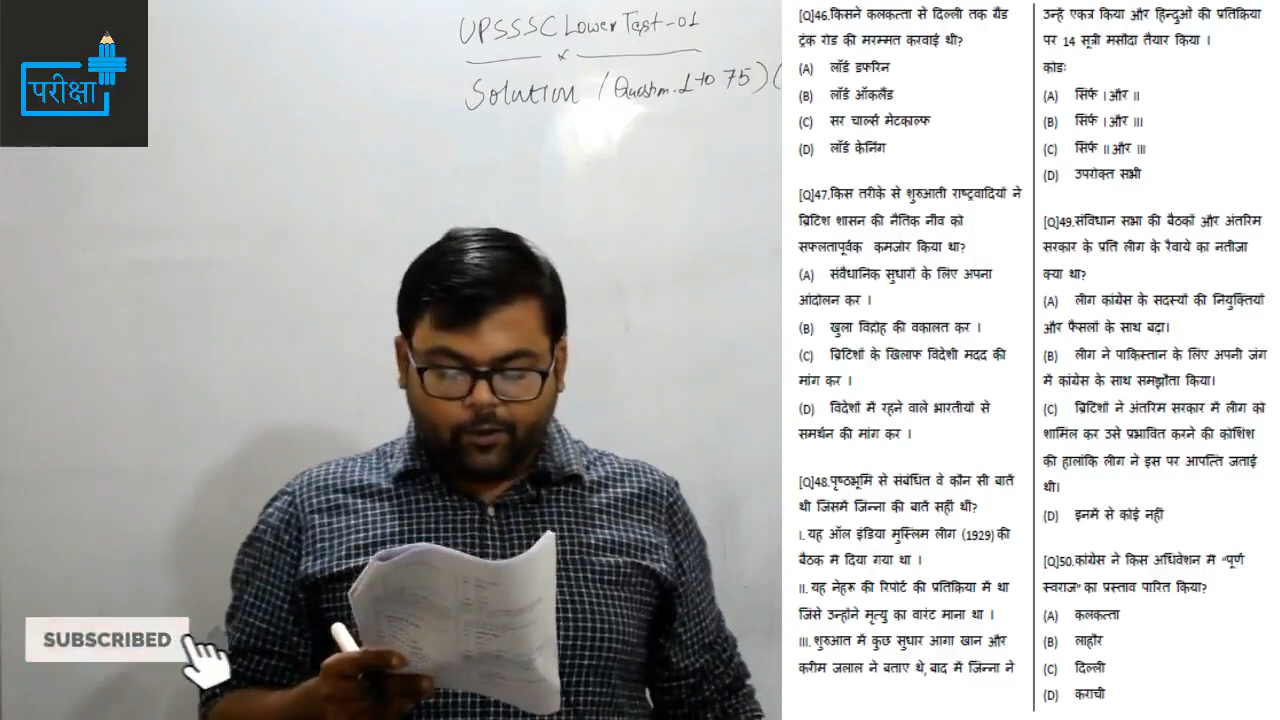 परीक्षा
UPSSSC Lower Test-01
Solution (Question-1 to 75)
SUBSCRIBED
[Q]46.किसने कलकत्ता से दिल्ली तक ग्रैंड
ट्रंक रोड की मरम्मत करवाई थी?
(A) लॉर्ड डफरिन
(B) लॉर्ड ऑकलैंड
(C) सर चार्ल्स मेटकाल्फ
(D) लॉर्ड केनिंग
[Q]47.किस तरीके से शुरुआती राष्ट्रवादियों ने
ब्रिटिश शासन की नैतिक नींव को
सफलतापूर्वक कमजोर किया था?
(A) संवैधानिक सुधारों के लिए अपना
आंदोलन कर ।
(B) खुला विद्रोह की वकालत कर ।
(C) ब्रिटिशों के खिलाफ विदेशी मदद की
मांग कर ।
(D) विदेशों में रहने वाले भारतीयों से
समर्थन की मांग कर ।
[Q]48.पृष्ठभूमि से संबंधित वे कौन सी बातें
थी जिसमें जिन्ना की बातें सहीं थीं?
I. यह ऑल इंडिया मुस्लिम लीग (1929) की
बैठक में दिया गया था ।
II. यह नेहरू की रिपोर्ट की प्रतिक्रिया में था
जिसे उन्होंने मृत्यु का वारंट माना था ।
III. शुरुआत में कुछ सुधार आगा खान और
करीम जलाल ने बताए थे, बाद में जिन्ना ने
उन्हें एकत्र किया और हिन्दुओं की प्रतिक्रिया
पर 14 सूत्री मसौदा तैयार किया ।
कोडः
(A) सिर्फ I और II
(B) सिर्फ I और III
(C) सिर्फ II और III
(D) उपरोक्त सभी
[Q]49.संविधान सभा की बैठकों और अंतरिम
सरकार के प्रति लीग के रैवाये का नतीजा
क्या था?
(A) लीग कांग्रेस के सदस्यों की नियुक्तियों
और फैसलों के साथ बढ़ा।
(B) लीग ने पाकिस्तान के लिए अपनी जंग
में कांग्रेस के साथ समझौता किया।
(C) ब्रिटिशों ने अंतरिम सरकार में लीग को
शामिल कर उसे प्रभावित करने की कोशिश
की हालांकि लीग ने इस पर आपत्ति जताई
थी।
(D) इनमें से कोई नहीं
[Q]50.कांग्रेस ने किस अधिवेशन में "पूर्ण
स्वराज" का प्रस्ताव पारित किया?
(A) कलकत्ता
(B) लाहौर
(C) दिल्ली
(D) कराची